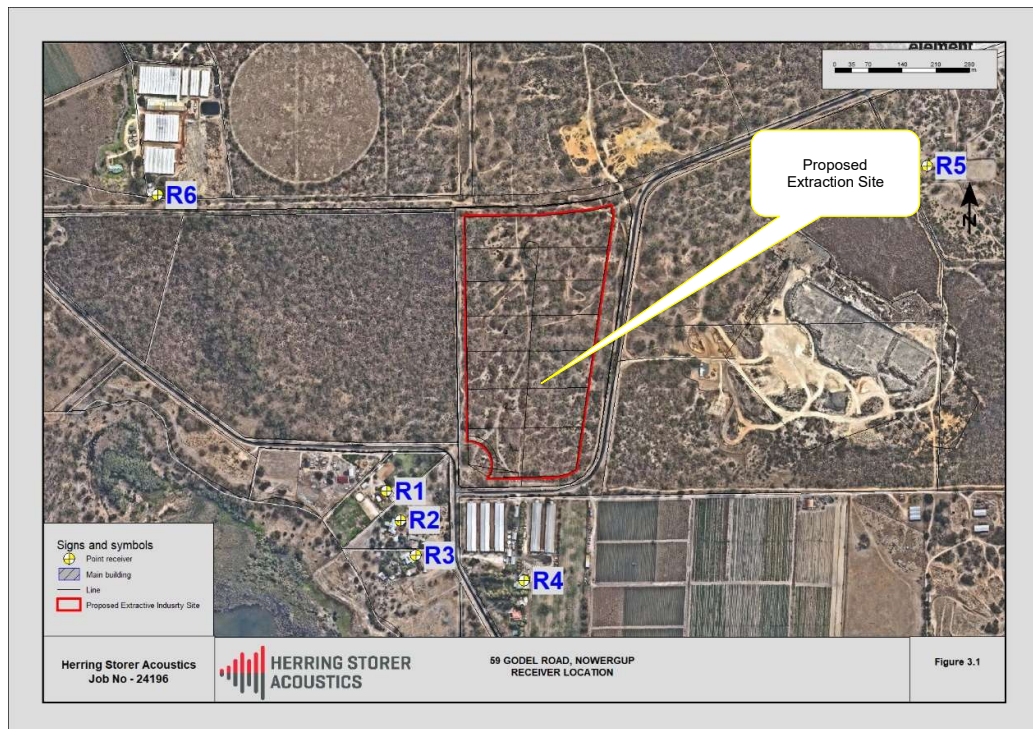 element
0 35 70 140 210 280
m
Proposed
Extraction Site
R5
R6
N
R1
R2
R3
R4
Signs and symbols
Point receiver
Main building
Line
Proposed Extractive Indusrty Site
Herring Storer Acoustics
Job No - 24196
HERRING STORER
ACOUSTICS
59 GODEL ROAD, NOWERGUP
RECEIVER LOCATION
Figure 3.1